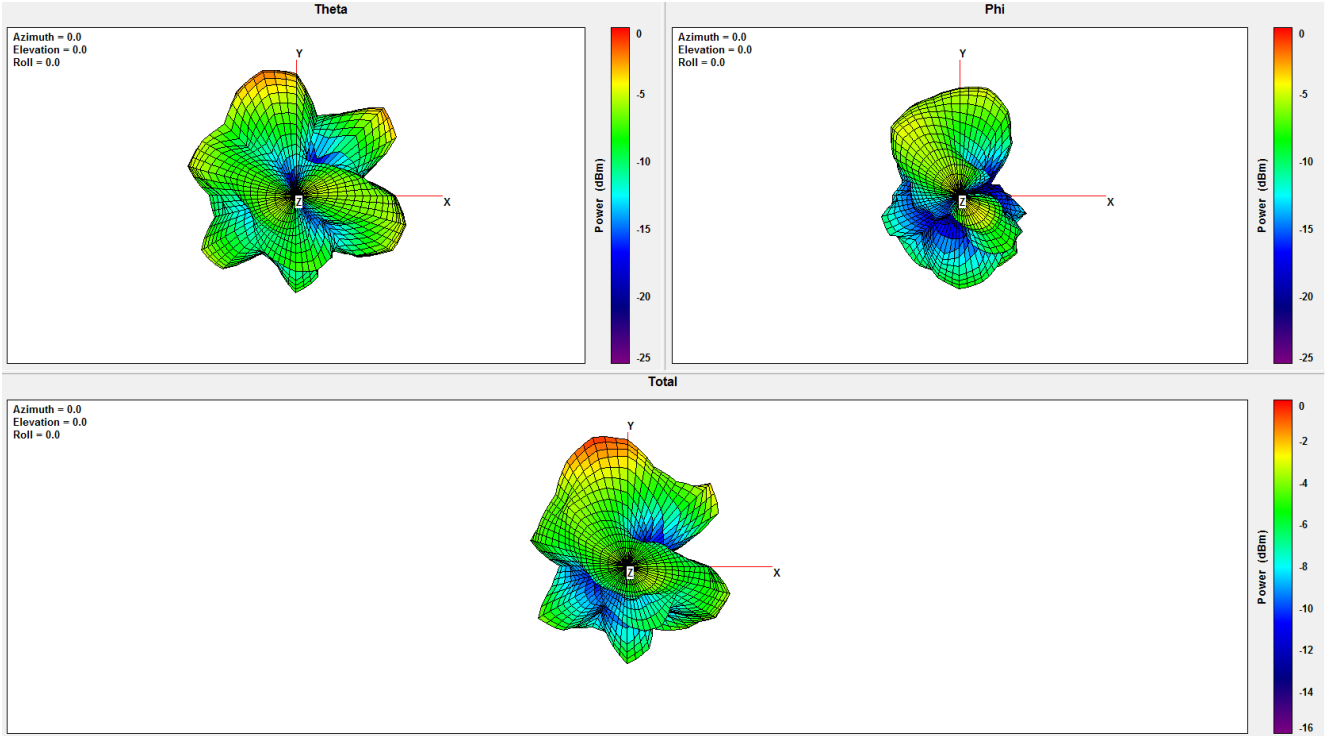 Theta
Azimuth = 0.0
Elevation = 0.0
Roll = 0.0
Y
X
Z
0
-5
-10
-15
-20
-25
Power (dBm)
Phi
Azimuth = 0.0
Elevation = 0.0
Roll = 0.0
Y
X
Z
0
-5
-10
-15
-20
-25
Power (dBm)
Total
Azimuth = 0.0
Elevation = 0.0
Roll = 0.0
Y
X
Z
0
-2
-4
-6
-8
-10
-12
-14
-16
Power (dBm)